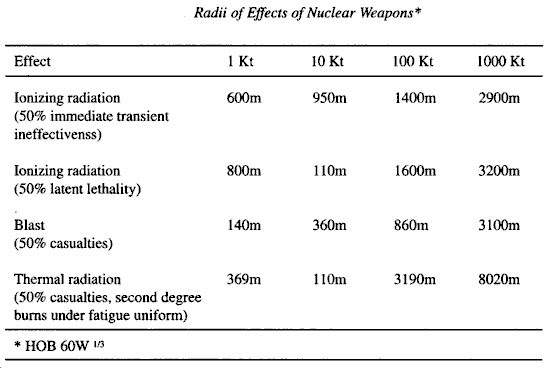 Radii of Effects of Nuclear Weapons*
Effect 1 Kt 10 Kt 100 Kt 1000 Kt
Ionizing radiation 600m 950m 1400m 2900m
(50% immediate transient
ineffectivenss)
Ionizing radiation 800m 110m 1600m 3200m
(50% latent lethality)
Blast 140m 360m 860m 3100m
(50% casualties)
Thermal radiation 369m 110m 3190m 8020m
(50% casualties, second degree
burns under fatigue uniform)
* HOB 60W 1/3